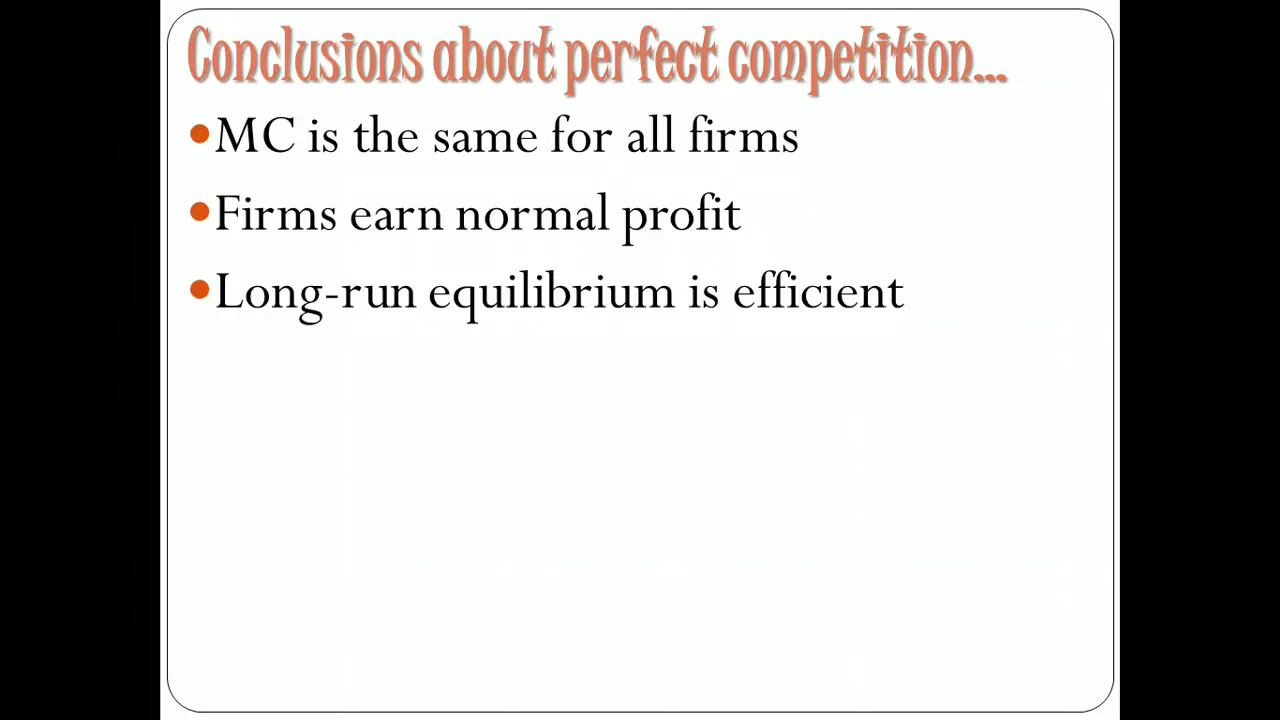 Conclusions about perfect competition...
•MC is the same for all firms
•Firms earn normal profit
•Long-run equilibrium is efficient